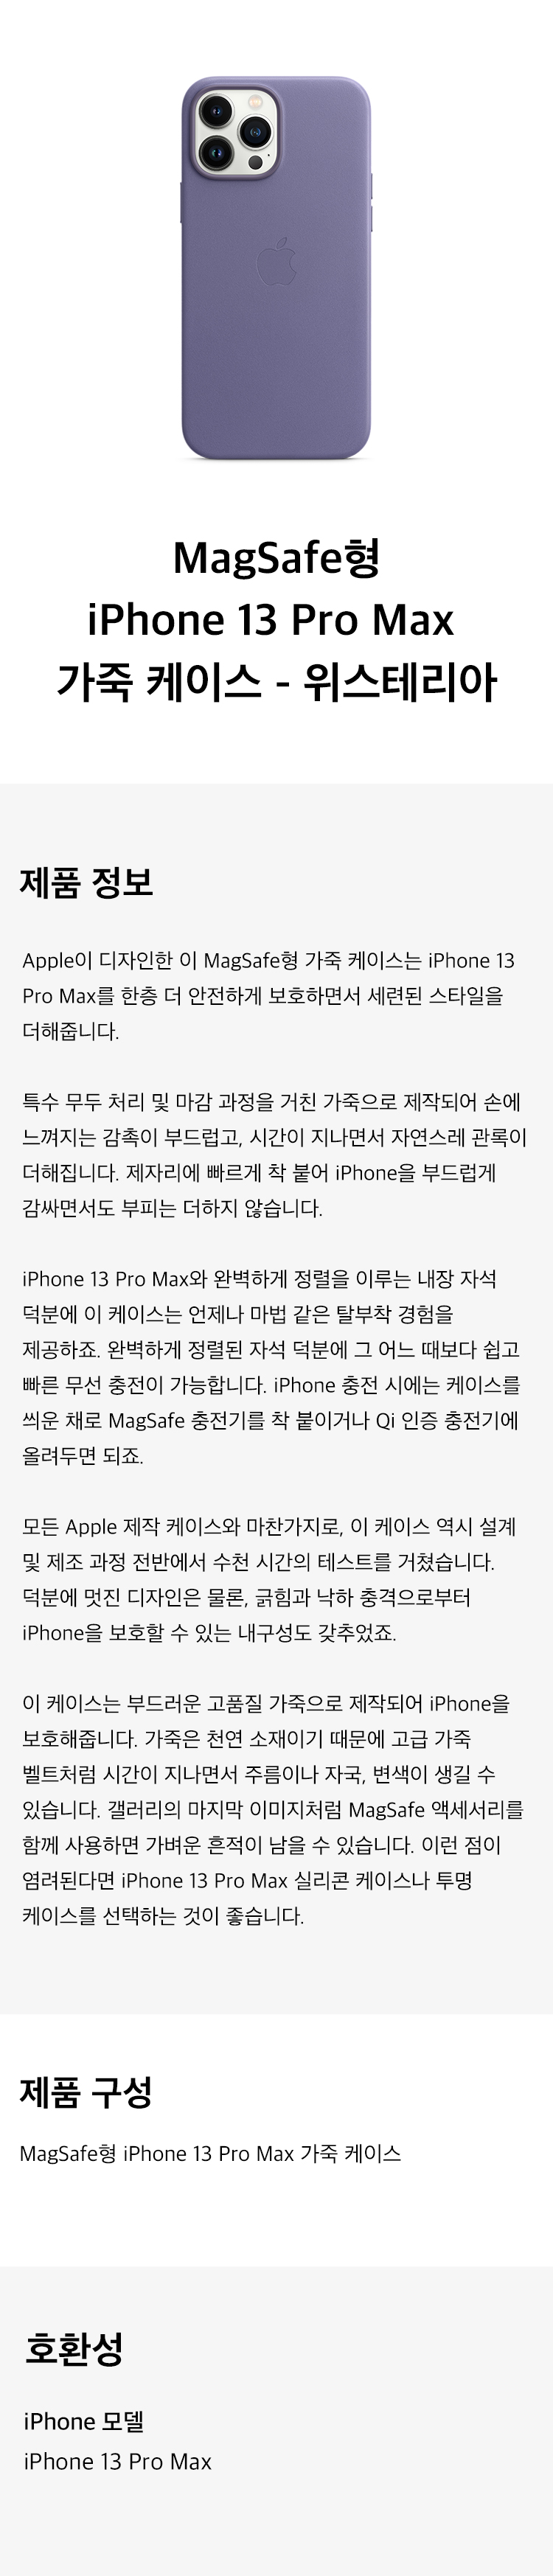 MagSafe형
iPhone 13 Pro Max
가죽 케이스 - 위스테리아
제품 정보
Apple이 디자인한 이 MagSafe형 가죽 케이스는 iPhone 13
Pro Max를 한층 더 안전하게 보호하면서 세련된 스타일을
더해줍니다.
특수 무두 처리 및 마감 과정을 거친 가죽으로 제작되어 손에
느껴지는 감촉이 부드럽고, 시간이 지나면서 자연스레 관록이
더해집니다. 제자리에 빠르게 착 붙어 iPhone을 부드럽게
감싸면서도 부피는 더하지 않습니다.
iPhone 13 Pro Max와 완벽하게 정렬을 이루는 내장 자석
덕분에 이 케이스는 언제나 마법 같은 탈부착 경험을
제공하죠. 완벽하게 정렬된 자석 덕분에 그 어느 때보다 쉽고
빠른 무선 충전이 가능합니다. iPhone 충전 시에는 케이스를
씌운 채로 MagSafe 충전기를 착 붙이거나 Qi 인증 충전기에
올려두면 되죠.
모든 Apple 제작 케이스와 마찬가지로, 이 케이스 역시 설계
및 제조 과정 전반에서 수천 시간의 테스트를 거쳤습니다.
덕분에 멋진 디자인은 물론, 긁힘과 낙하 충격으로부터
iPhone을 보호할 수 있는 내구성도 갖추었죠.
이 케이스는 부드러운 고품질 가죽으로 제작되어 iPhone을
보호해줍니다. 가죽은 천연 소재이기 때문에 고급 가죽
벨트처럼 시간이 지나면서 주름이나 자국, 변색이 생길 수
있습니다. 갤러리의 마지막 이미지처럼 MagSafe 액세서리를
함께 사용하면 가벼운 흔적이 남을 수 있습니다. 이런 점이
염려된다면 iPhone 13 Pro Max 실리콘 케이스나 투명
케이스를 선택하는 것이 좋습니다.
제품 구성
MagSafe형 iPhone 13 Pro Max 가죽 케이스
호환성
iPhone 모델
iPhone 13 Pro Max